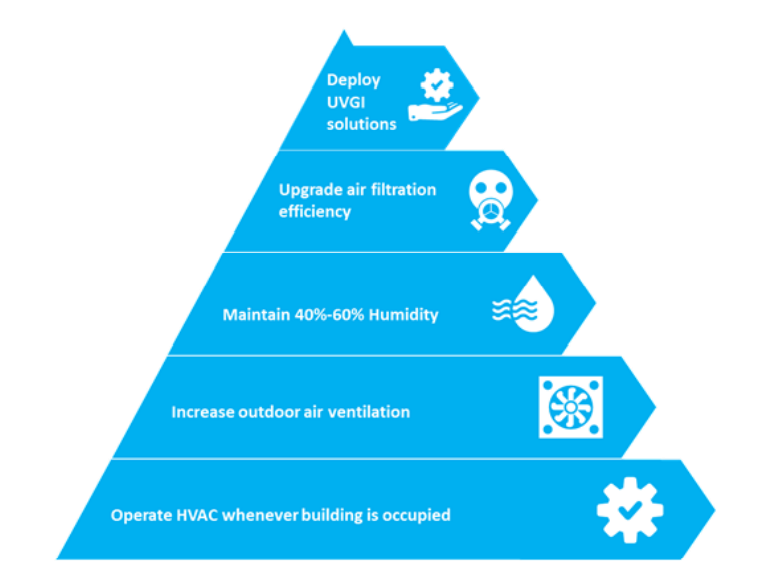 Deploy
UVGI
solutions
Upgrade air filtration
efficiency
Maintain 40%-60% Humidity
Increase outdoor air ventilation
Operate HVAC whenever building is occupied